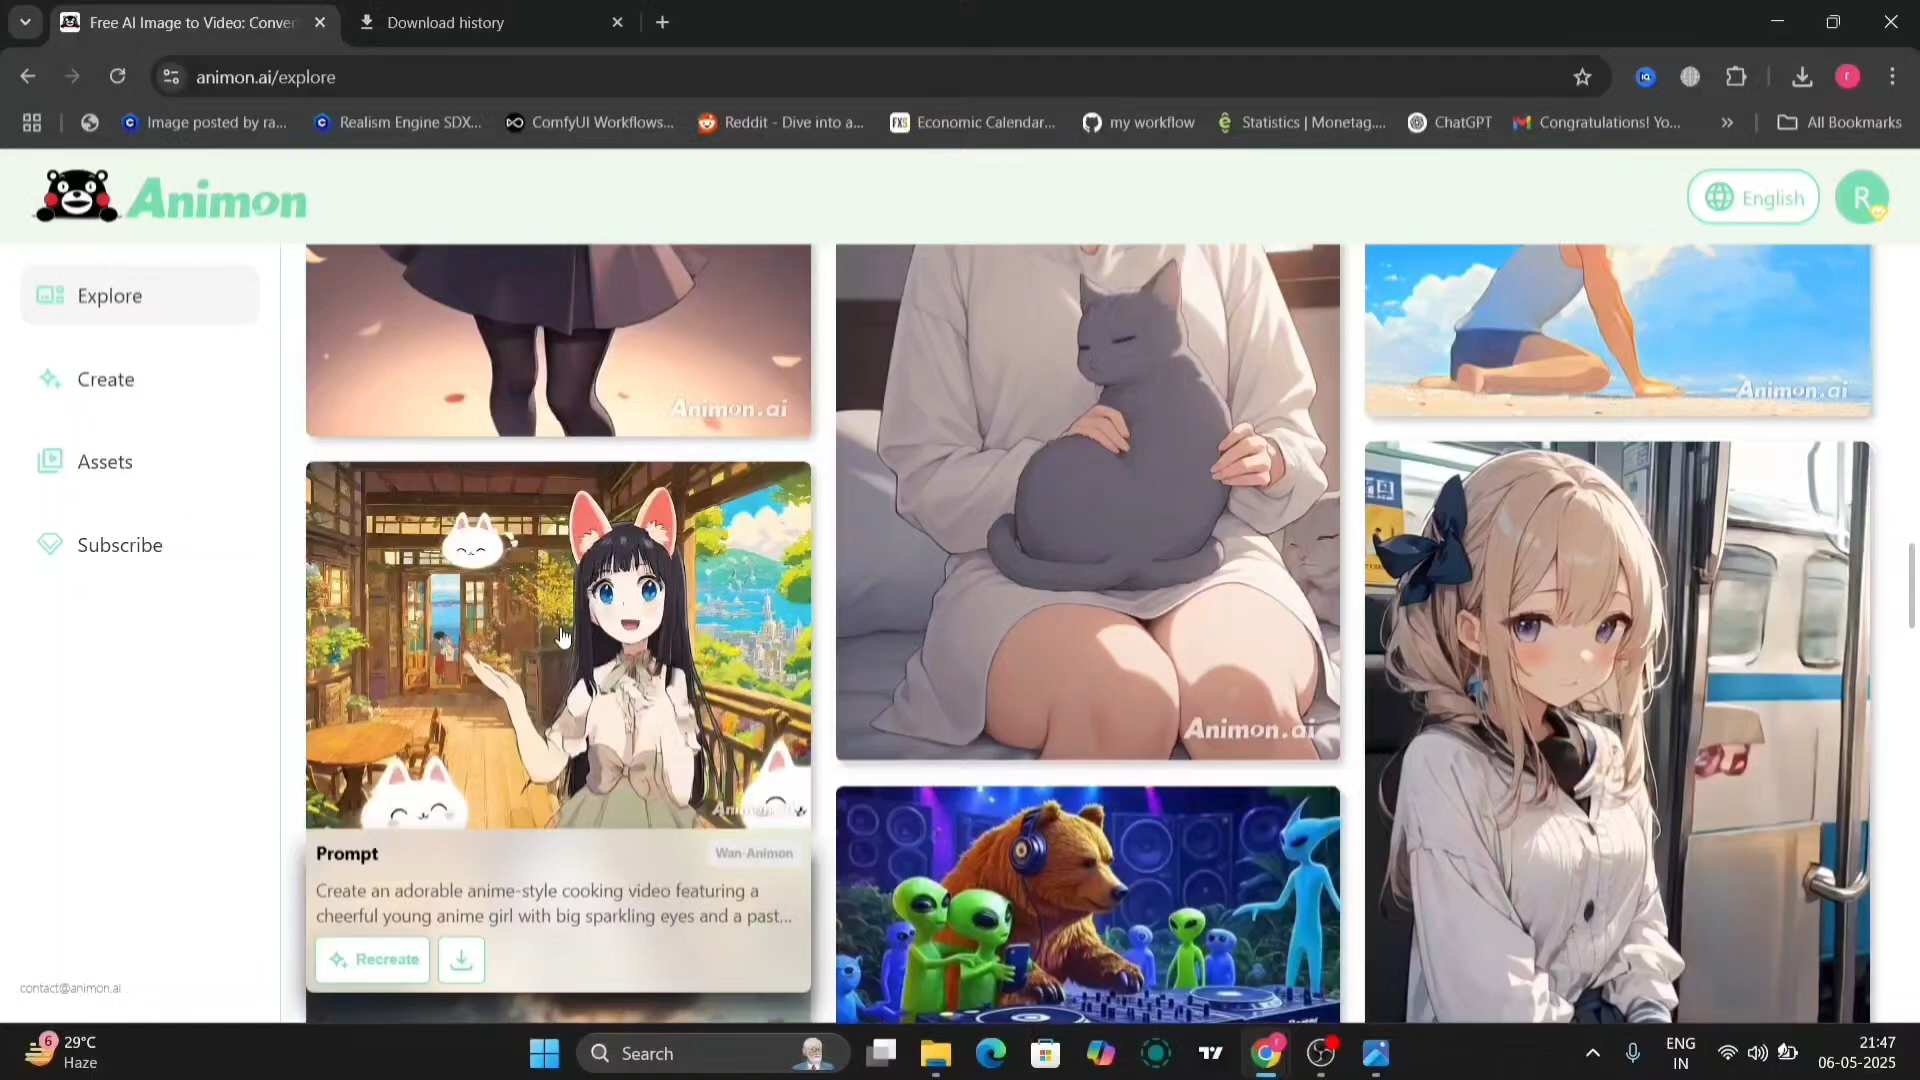 Free AI Image to Video: Conver
Download history
animon.ai/explore
Image posted by ra...
Realism Engine SDX...
ComfyUI Workflows...
Reddit - Dive into a...
Economic Calendar...
my workflow
Statistics | Monetag....
ChatGPT
Congratulations! Yo...
All Bookmarks
Animon
English
R
Explore
Create
Assets
Subscribe
contact@animon.ai
Animon.ai
Animon.ai
Animon.ai
Prompt
Wan-Animon
Create an adorable anime-style cooking video featuring a
cheerful young anime girl with big sparkling eyes and a past...
Recreate
6
29°C
Haze
Search
ENG
IN
21:47
06-05-2025